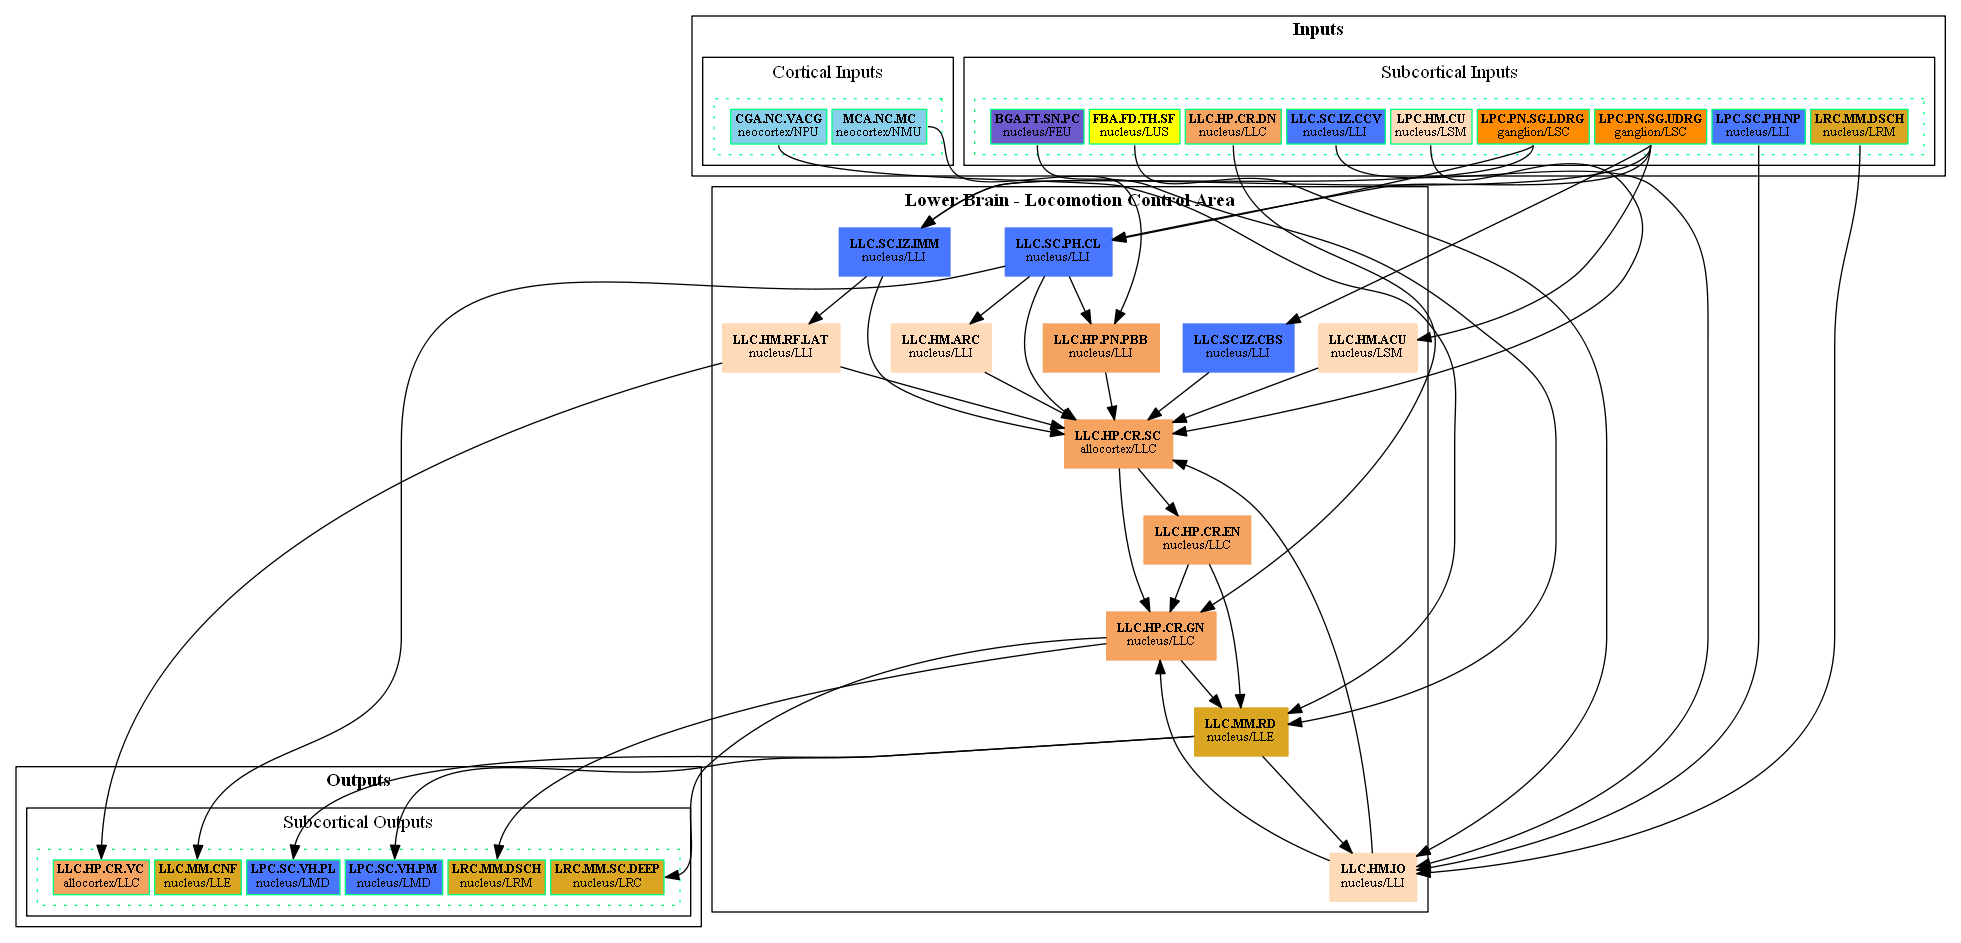 Inputs
Cortical Inputs
Subcortical Inputs
CGA.NC.VACG
neocortex/NPU
MCA.NC.MC
neocortex/NMU
BGA.FT.SN.PC
nucleus/FEU
FBA.FD.TH.SF
nucleus/LUS
LLC.HP.CR.DN
nucleus/LLC
LLC.SC.IZ.CCV
nucleus/LLI
LPC.HM.CU
nucleus/LSM
LPC.PN.SG.LDRG
ganglion/LSC
LPC.PN.SG.UDRG
ganglion/LSC
LPC.SC.PH.NP
nucleus/LLI
LRC.MM.DSCH
nucleus/LRM
Lower Brain - Locomotion Control Area
LLC.SC.IZ.IMM
nucleus/LLI
LLC.SC.PH.CL
nucleus/LLI
LLC.HM.RF.LAT
nucleus/LLI
LLC.HM.ARC
nucleus/LLI
LLC.HP.PN.PBB
nucleus/LLI
LLC.SC.IZ.CBS
nucleus/LLI
LLC.HM.ACU
nucleus/LSM
LLC.HP.CR.SC
allocortex/LLC
LLC.HP.CR.EN
nucleus/LLC
LLC.HP.CR.GN
nucleus/LLC
LLC.MM.RD
nucleus/LLE
LLC.HM.IO
nucleus/LLI
Outputs
Subcortical Outputs
LLC.HP.CR.VC
allocortex/LLC
LLC.MM.CNF
nucleus/LLE
LPC.SC.VH.PL
nucleus/LMD
LPC.SC.VH.PM
nucleus/LMD
LRC.MM.DSCH
nucleus/LRM
LRC.MM.SC.DEEP
nucleus/LRC